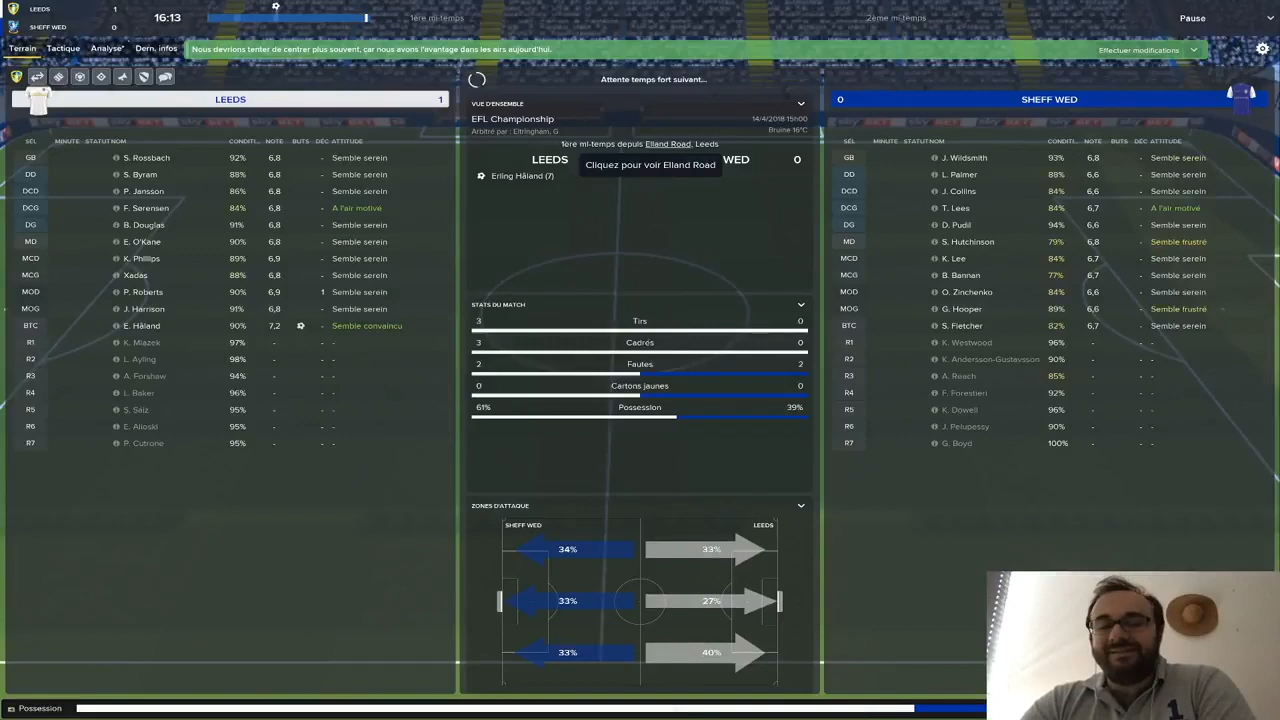 LEEDS 1
SHEFF WED 0
16:13
1ère mi-temps
2ème mi-temps
Pause
Terrain Tactique Analyse* Dern. infos
Nous devrions tenter de centrer plus souvent, car nous avons l'avantage dans les airs aujourd'hui.
Effectuer modifications
LEEDS 1
SÉL MINUTE STATUT NOM CONDITI... NOTE BUTS DÉC ATTITUDE
GB S. Rossbach 92% 6,8 - Semble serein
DD S. Byram 88% 6,8 - Semble serein
DCD P. Jansson 86% 6,8 - Semble serein
DCG F. Sørensen 84% 6,8 - A l'air motivé
DG B. Douglas 91% 6,8 - Semble serein
MD E. O'Kane 90% 6,8 - Semble serein
MCD K. Phillips 89% 6,9 - Semble serein
MCG Xadas 88% 6,8 - Semble serein
MOD P. Roberts 90% 6,9 1 Semble serein
MOG J. Harrison 91% 6,8 - Semble serein
BTC E. Håland 90% 7,2 - Semble convaincu
R1 K. Mlazek 97% - - -
R2 L. Ayling 98% - - -
R3 A. Forshaw 94% - - -
R4 L. Baker 96% - - -
R5 S. Sáiz 95% - - -
R6 E. Alioski 95% - - -
R7 P. Cutrone 95% - - -
Attente temps fort suivant...
VUE D'ENSEMBLE
EFL Championship 14/4/2018 15h00
Arbitré par : Eltringham, G Bruine 16°C
1ère mi-temps depuis Elland Road, Leeds
LEEDS WED 0
Cliquez pour voir Elland Road
Erling Håland (7)
STATS DU MATCH
3 Tirs 0
3 Cadrés 0
2 Fautes 2
0 Cartons jaunes 0
61% Possession 39%
ZONES D'ATTAQUE
SHEFF WED LEEDS
34% 33%
33% 27%
33% 40%
0 SHEFF WED
SÉL MINUTE STATUT NOM CONDITI... NOTE BUTS DÉC ATTITUDE
GB J. Wildsmith 93% 6,8 - Semble serein
DD L. Palmer 88% 6,6 - Semble serein
DCD J. Collins 84% 6,6 - Semble serein
DCG T. Lees 84% 6,7 - A l'air motivé
DG D. Pudil 94% 6,6 - Semble serein
MD S. Hutchinson 79% 6,8 - Semble frustré
MCD K. Lee 84% 6,7 - Semble serein
MCG B. Bannan 77% 6,7 - Semble serein
MOD O. Zinchenko 84% 6,6 - Semble serein
MOG G. Hooper 89% 6,6 - Semble frustré
BTC S. Fletcher 82% 6,7 - Semble serein
R1 K. Westwood 96% - - -
R2 K. Andersson-Gustavsson 90% - - -
R3 A. Reach 85% - - -
R4 F. Forestieri 92% - - -
R5 K. Dowell 96% - - -
R6 J. Pelupessy 90% - - -
R7 G. Boyd 100% - - -
Possession